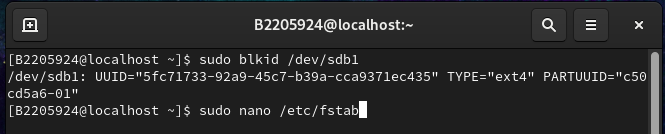 B2205924@localhost:~
[B2205924@localhost ~]$ sudo blkid /dev/sdb1
/dev/sdb1: UUID="5fc71733-92a9-45c7-b39a-cca9371ec435" TYPE="ext4" PARTUUID="c50
cd5a6-01"
[B2205924@localhost ~]$ sudo nano /etc/fstab